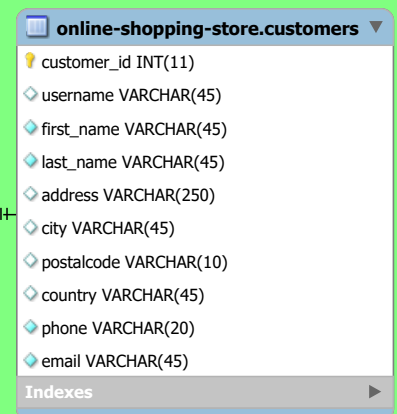 online-shopping-store.customers
customer_id INT(11)
username VARCHAR(45)
first_name VARCHAR(45)
last_name VARCHAR(45)
address VARCHAR(250)
city VARCHAR(45)
postalcode VARCHAR(10)
country VARCHAR(45)
phone VARCHAR(20)
email VARCHAR(45)
Indexes